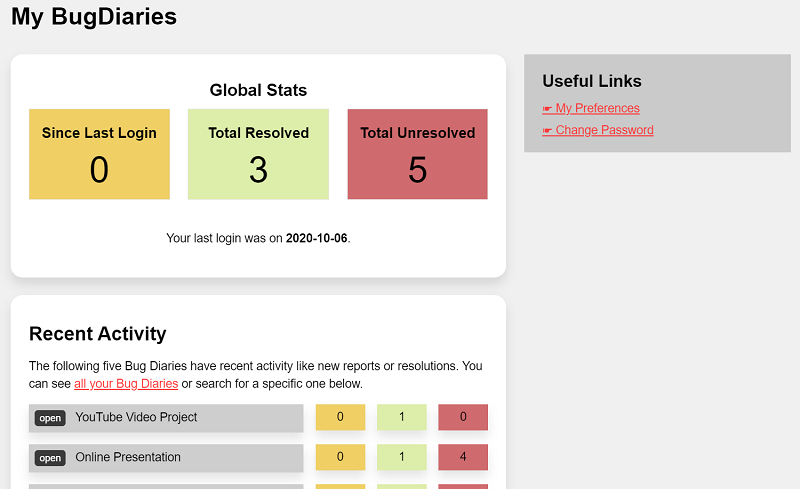 My BugDiaries
Global Stats
Since Last Login
0
Total Resolved
3
Total Unresolved
5
Your last login was on 2020-10-06.
Useful Links
☛ My Preferences
☛ Change Password
Recent Activity
The following five Bug Diaries have recent activity like new reports or resolutions. You
can see all your Bug Diaries or search for a specific one below.
open YouTube Video Project 0 1 0
open Online Presentation 0 1 4